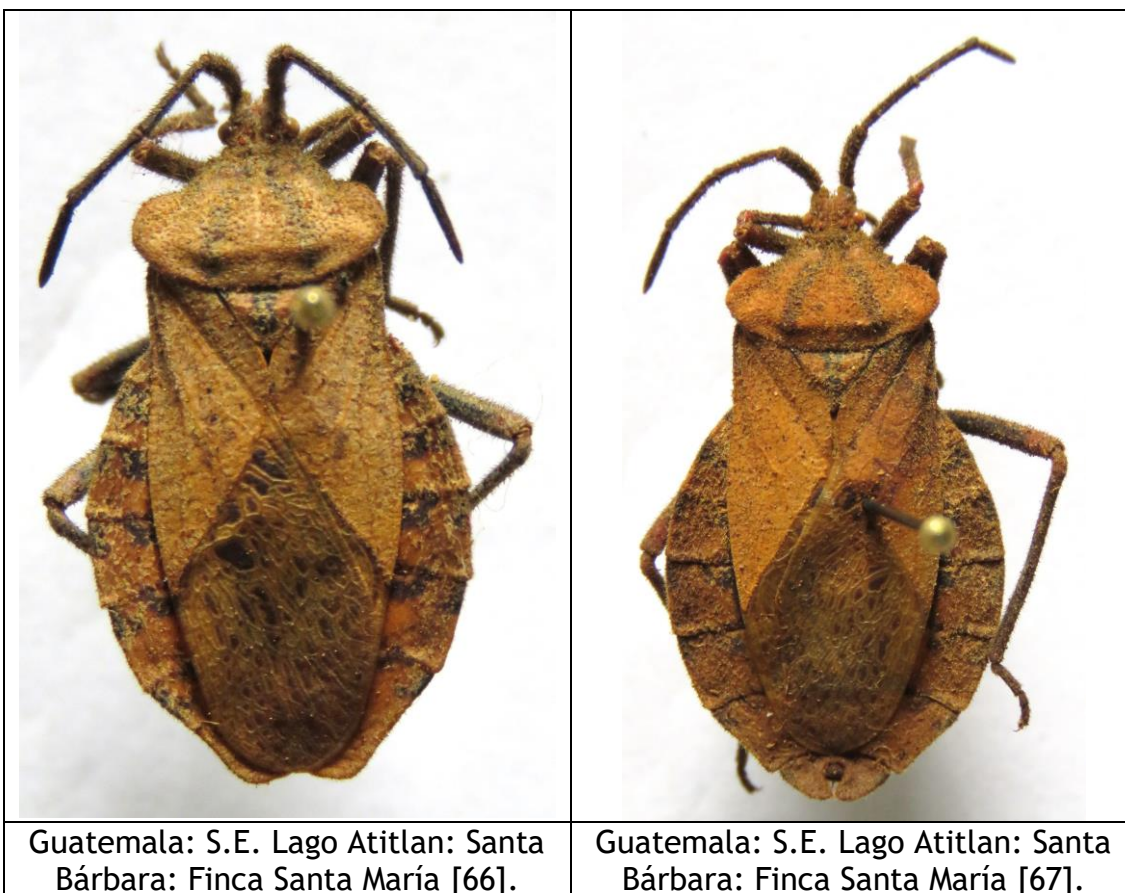 Guatemala: S.E. Lago Atitlan: Santa
Bárbara: Finca Santa María [66].
Guatemala: S.E. Lago Atitlan: Santa
Bárbara: Finca Santa María [67].